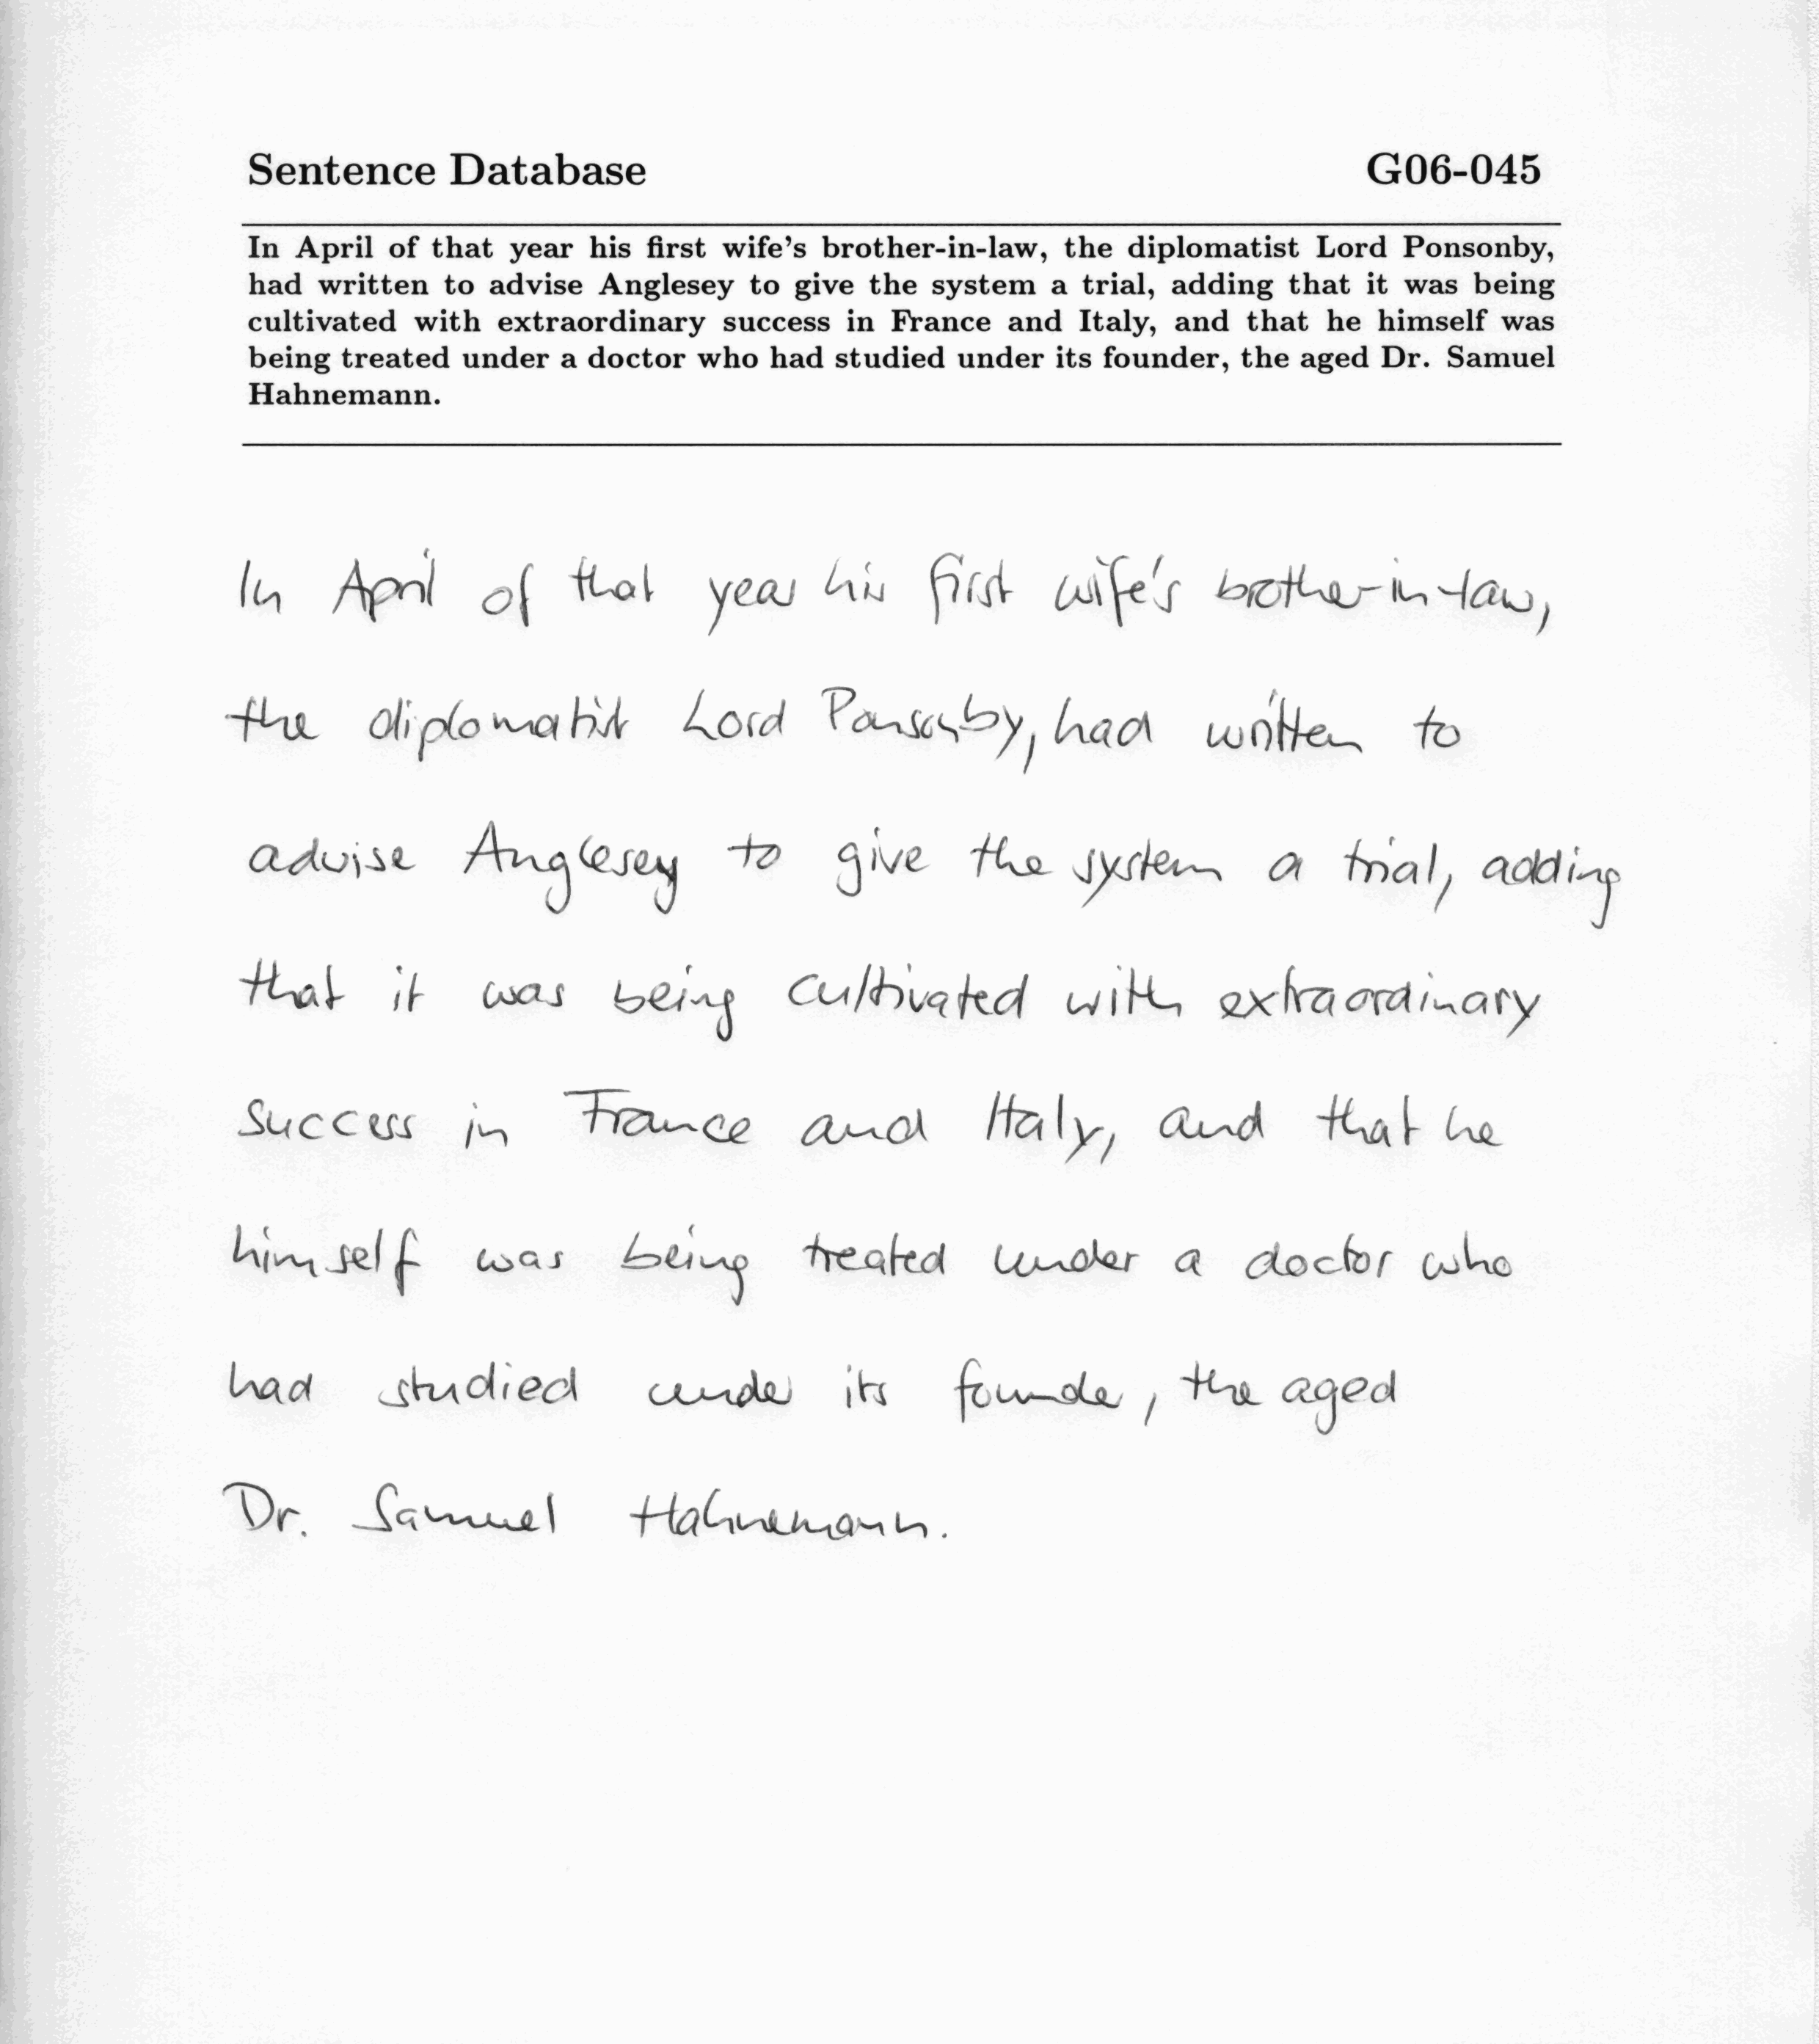 Sentence Database G06-045
In April of that year his first wife's brother-in-law, the diplomatist Lord Ponsonby,
had written to advise Anglesey to give the system a trial, adding that it was being
cultivated with extraordinary success in France and Italy, and that he himself was
being treated under a doctor who had studied under its founder, the aged Dr. Samuel
Hahnemann.
In April of that year his first wife's brother-in-law,
the diplomatist Lord Ponsonby, had written to
advise Anglesey to give the system a trial, adding
that it was being cultivated with extraordinary
success in France and Italy, and that he
himself was being treated under a doctor who
had studied under its founder, the aged
Dr. Samuel Hahnemann.